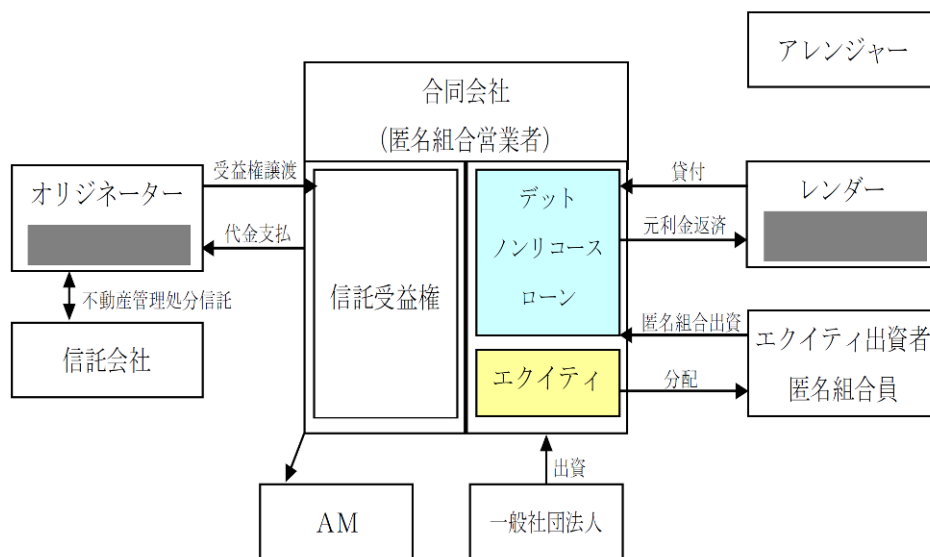 アレンジャー
合同会社
(匿名組合営業者)
オリジネーター
受益権譲渡
代金支払
不動産管理処分信託
信託会社
信託受益権
デット
ノンリコース
ローン
エクイティ
貸付
元利金返済
レンダー
匿名組合出資
分配
エクイティ出資者
匿名組合員
出資
AM
一般社団法人